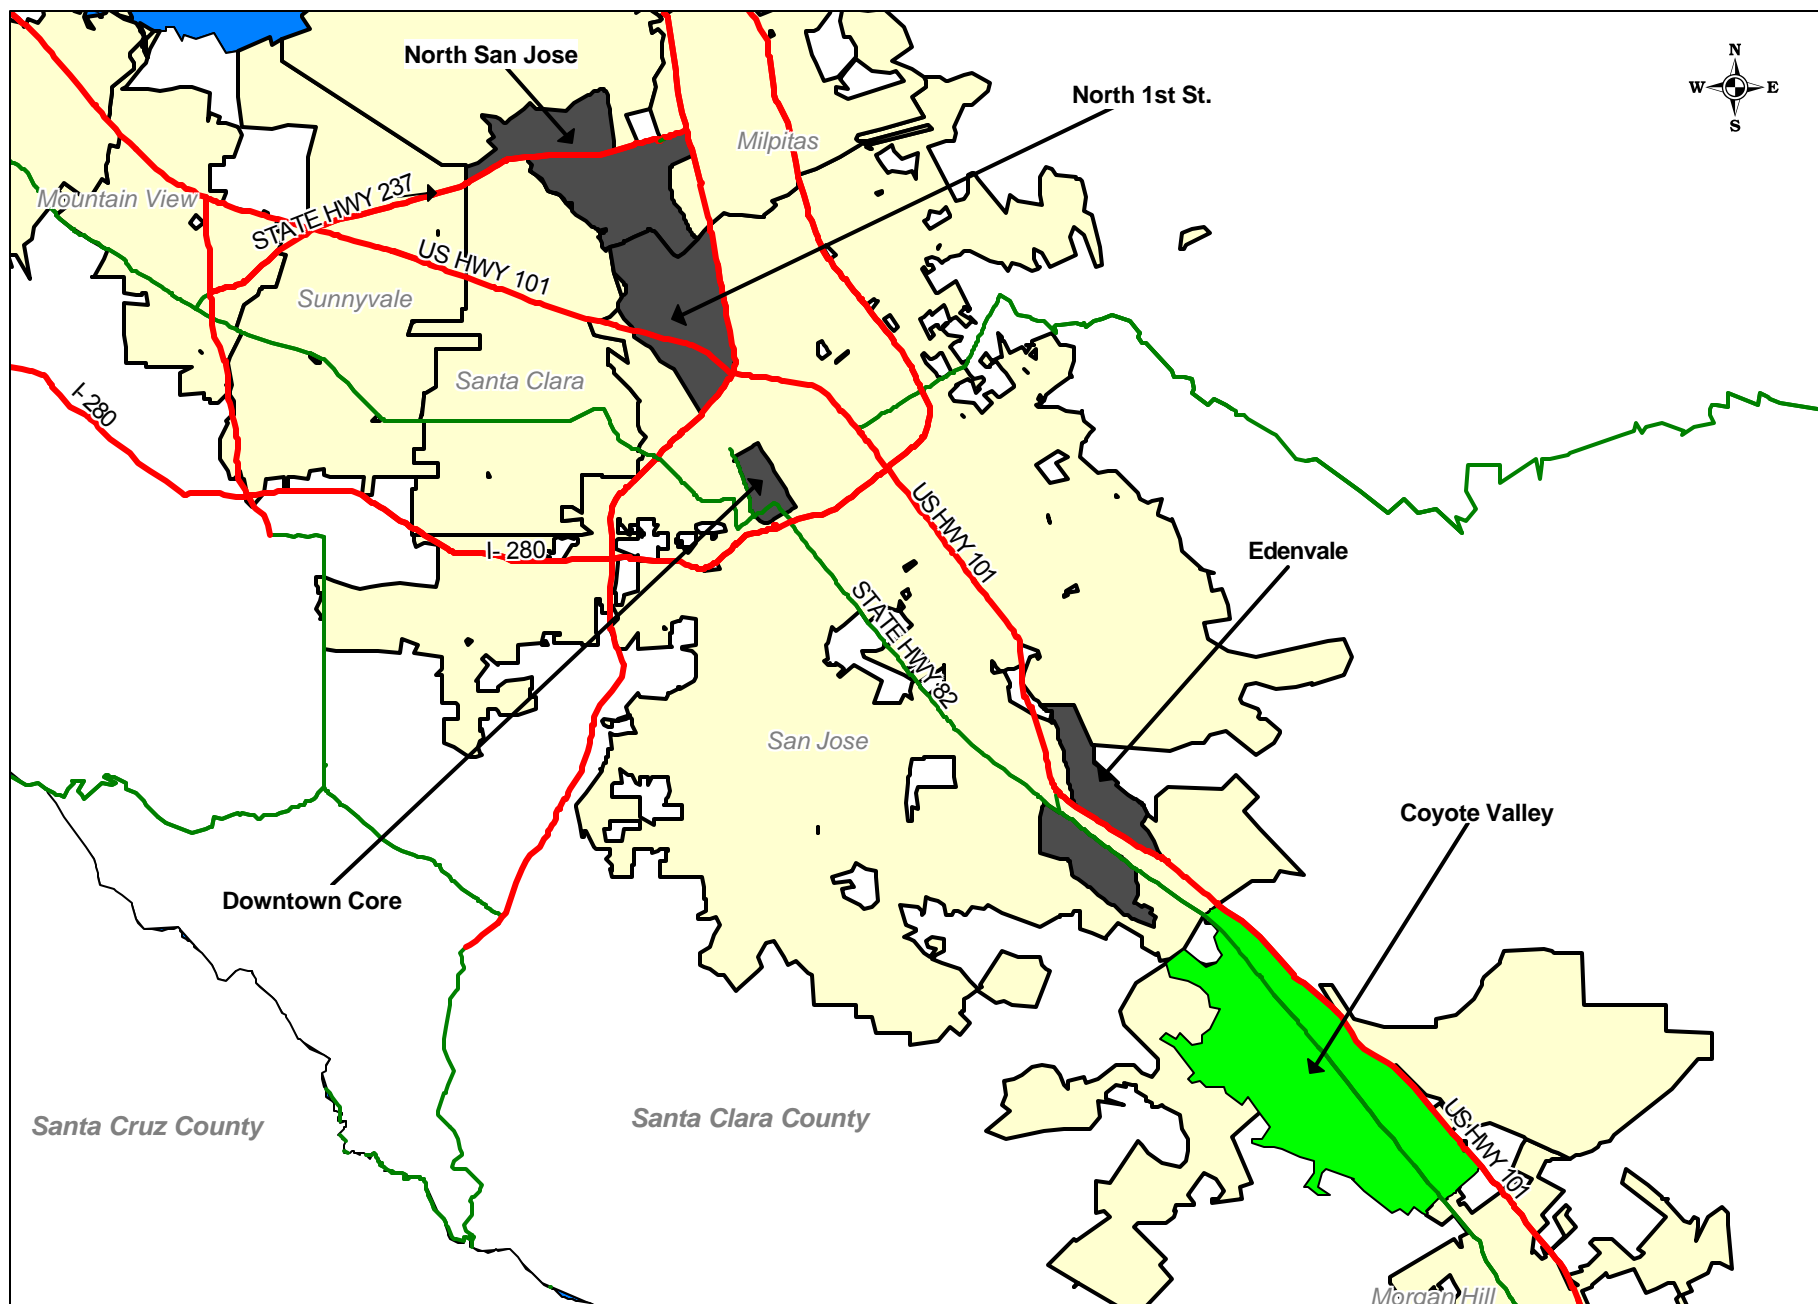 North San Jose
N
W E
S
North 1st St.
Milpitas
Mountain View
STATE HWY 237
US HWY 101
Sunnyvale
Santa Clara
I-280
US HWY 101
I- 280
Edenvale
STATE HWY 82
San Jose
Coyote Valley
Downtown Core
Santa Cruz County
Santa Clara County
US HWY 101
Morgan Hill